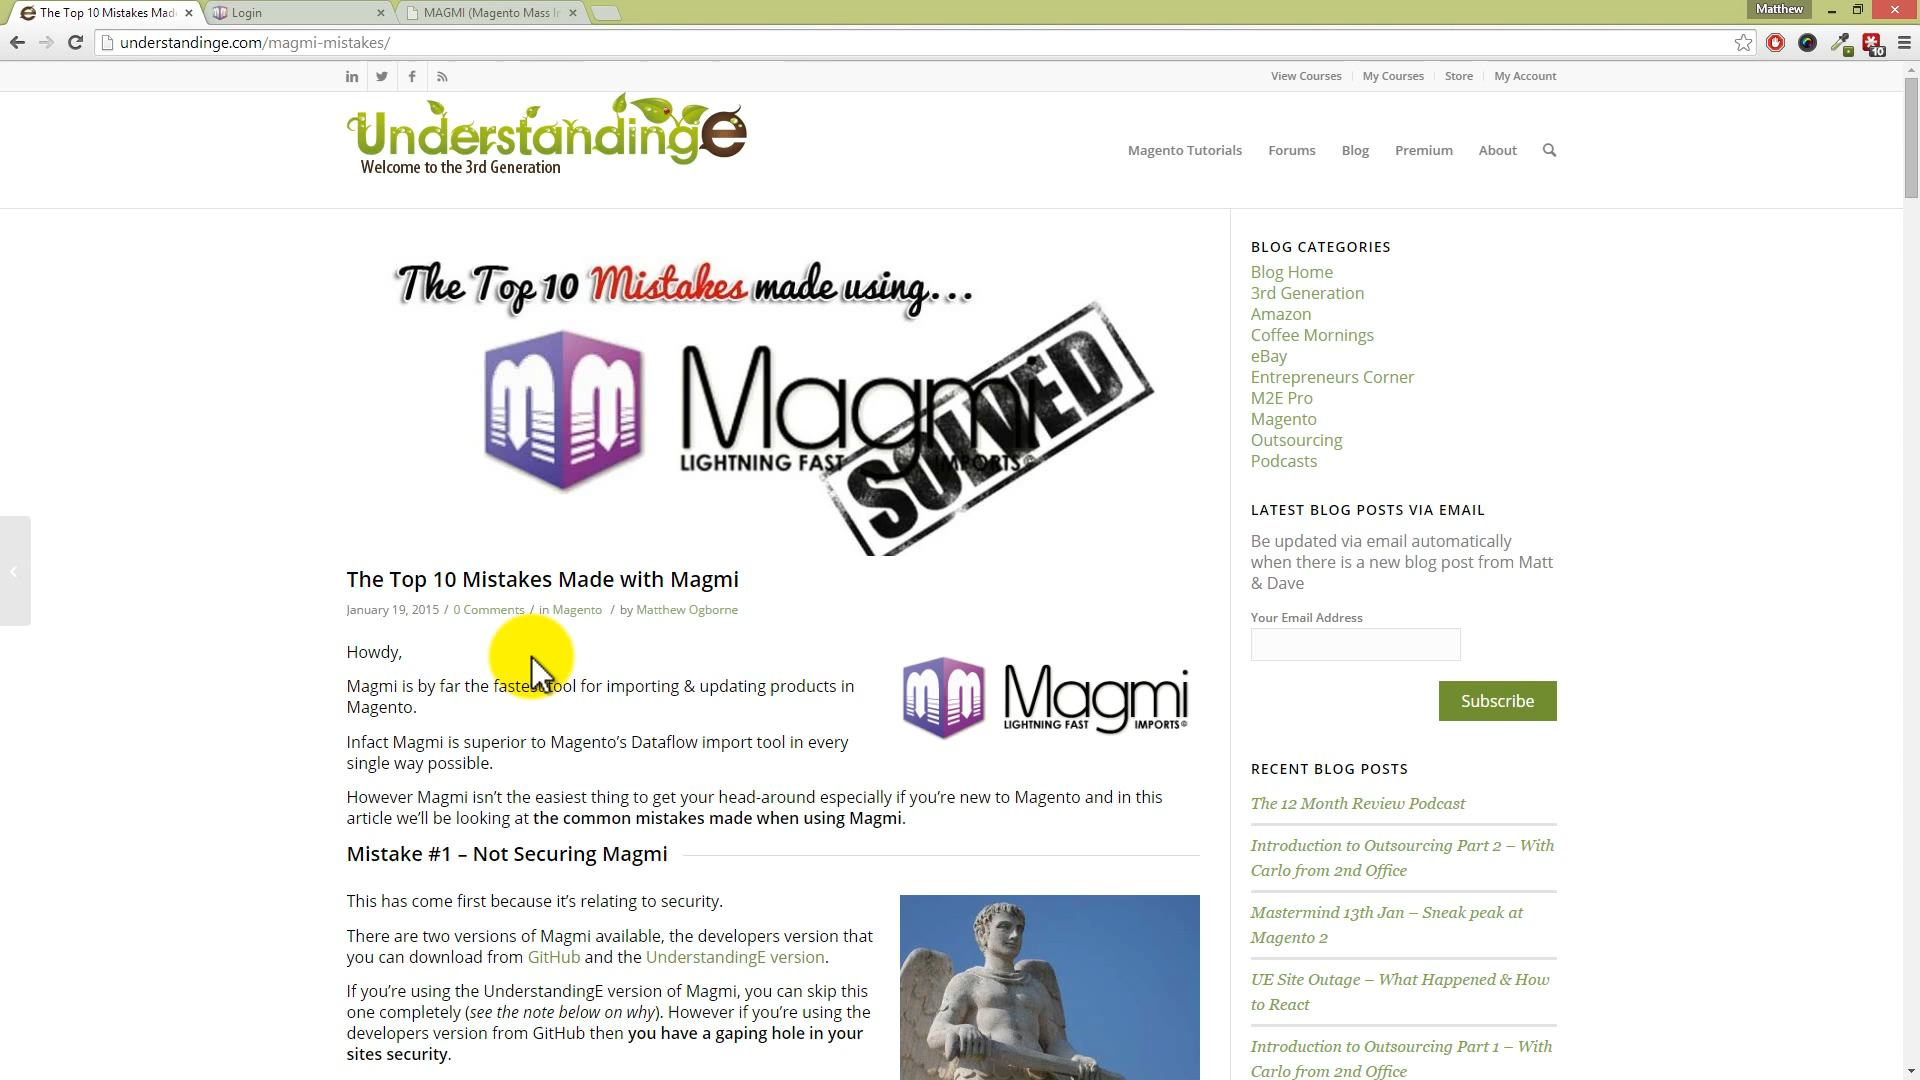 The Top 10 Mistakes Mad
Login
MAGMI (Magento Mass I
Matthew
understandinge.com/magmi-mistakes/
10
View Courses
My Courses
Store
My Account
UnderstandingE
Welcome to the 3rd Generation
Magento Tutorials
Forums
Blog
Premium
About
The Top 10 Mistakes made using...
Magmi
LIGHTNING FAST IMPORTS©
SOLVED
The Top 10 Mistakes Made with Magmi
January 19, 2015 / 0 Comments / in Magento / by Matthew Ogborne
Howdy,
Magmi is by far the fastest tool for importing & updating products in
Magento.
Magmi
LIGHTNING FAST IMPORTS©
Infact Magmi is superior to Magento's Dataflow import tool in every
single way possible.
However Magmi isn't the easiest thing to get your head-around especially if you're new to Magento and in this
article we'll be looking at the common mistakes made when using Magmi.
Mistake #1 – Not Securing Magmi
This has come first because it's relating to security.
There are two versions of Magmi available, the developers version that
you can download from GitHub and the UnderstandingE version.
If you're using the UnderstandingE version of Magmi, you can skip this
one completely (see the note below on why). However if you're using the
developers version from GitHub then you have a gaping hole in your
sites security.
BLOG CATEGORIES
Blog Home
3rd Generation
Amazon
Coffee Mornings
eBay
Entrepreneurs Corner
M2E Pro
Magento
Outsourcing
Podcasts
LATEST BLOG POSTS VIA EMAIL
Be updated via email automatically
when there is a new blog post from Matt
& Dave
Your Email Address
Subscribe
RECENT BLOG POSTS
The 12 Month Review Podcast
Introduction to Outsourcing Part 2 – With
Carlo from 2nd Office
Mastermind 13th Jan – Sneak peak at
Magento 2
UE Site Outage – What Happened & How
to React
Introduction to Outsourcing Part 1 – With
Carlo from 2nd Office